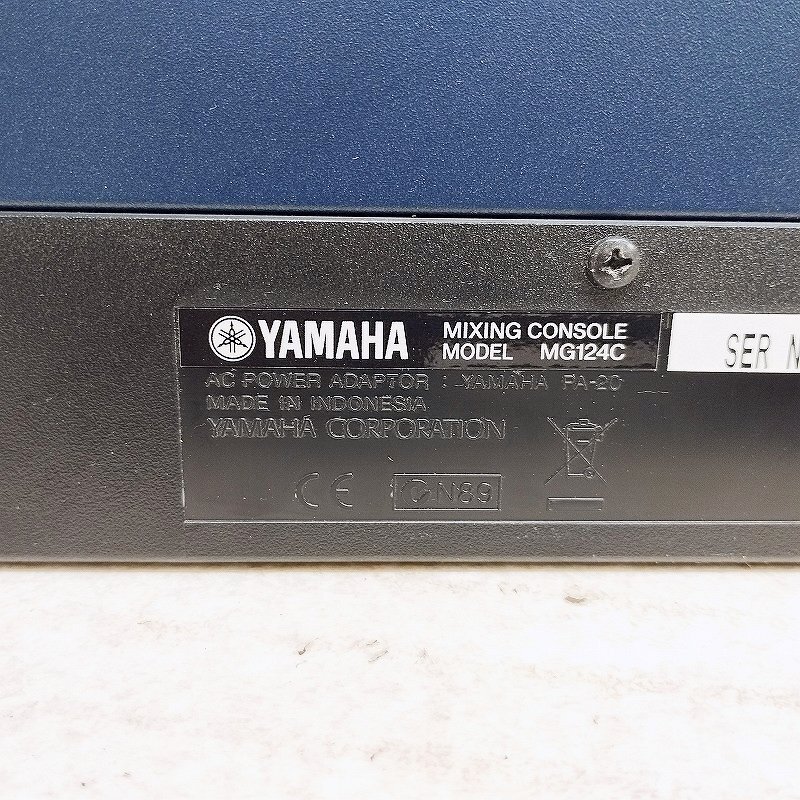 YAMAHA MIXING CONSOLE
MODEL MG124C
SER N
AC POWER ADAPTOR : YAMAHA PA-20
MADE IN INDONESIA
YAMAHA CORPORATION
CE N89